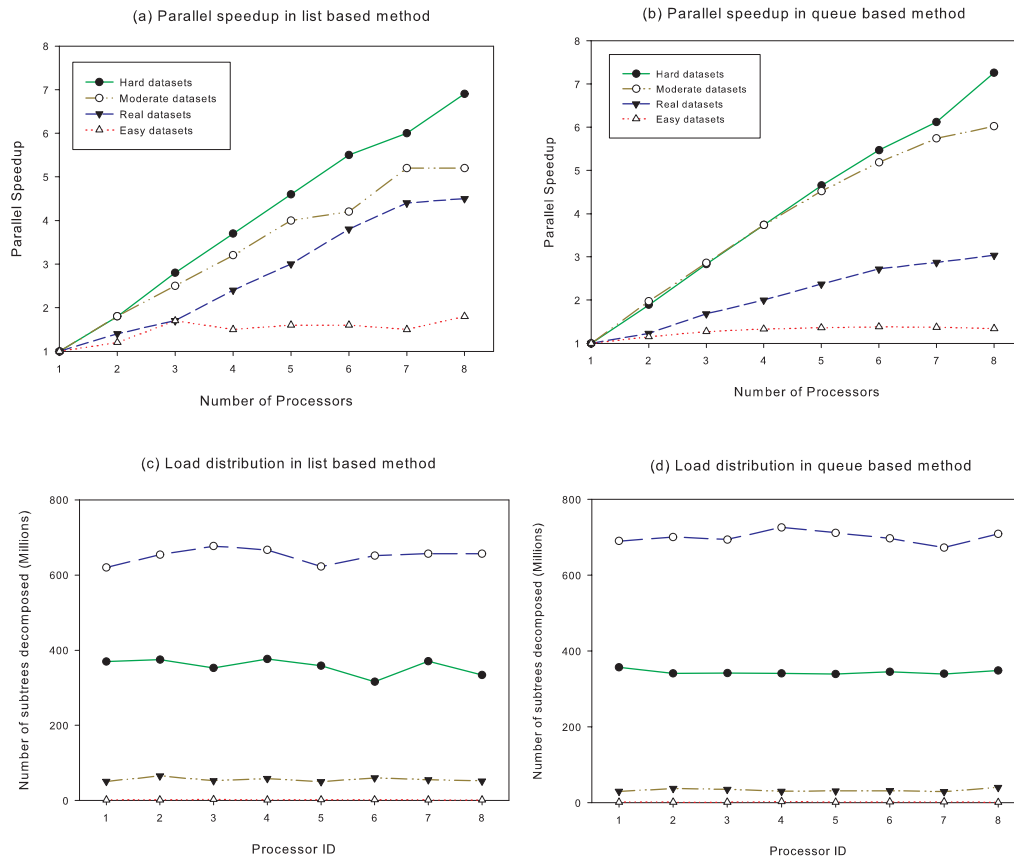 (a) Parallel speedup in list based method
8
7
6
5
4
3
2
1
Parallel Speedup
Hard datasets
Moderate datasets
Real datasets
Easy datasets
1 2 3 4 5 6 7 8
Number of Processors
(b) Parallel speedup in queue based method
8
7
6
5
4
3
2
1
Parallel Speedup
Hard datasets
Moderate datasets
Real datasets
Easy datasets
1 2 3 4 5 6 7 8
Number of Processors
(c) Load distribution in list based method
800
600
400
200
0
Number of subtrees decomposed (Millions)
1 2 3 4 5 6 7 8
Processor ID
(d) Load distribution in queue based method
800
600
400
200
0
Number of subtrees decomposed (Millions)
1 2 3 4 5 6 7 8
Processor ID